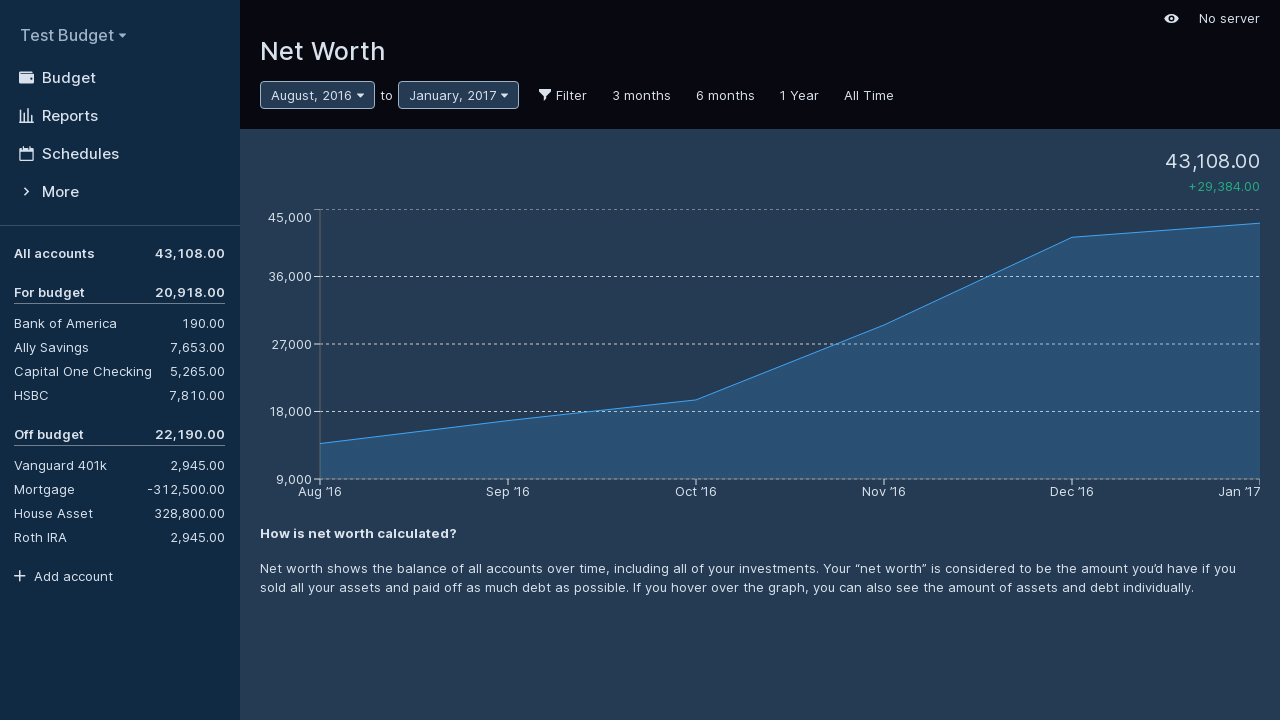 Test Budget
Budget
Reports
Schedules
More
All accounts 43,108.00
For budget 20,918.00
Bank of America 190.00
Ally Savings 7,653.00
Capital One Checking 5,265.00
HSBC 7,810.00
Off budget 22,190.00
Vanguard 401k 2,945.00
Mortgage -312,500.00
House Asset 328,800.00
Roth IRA 2,945.00
Add account
No server
Net Worth
August, 2016 to January, 2017 Filter 3 months 6 months 1 Year All Time
43,108.00
+29,384.00
45,000
36,000
27,000
18,000
9,000
Aug ‘16 Sep ‘16 Oct ‘16 Nov ‘16 Dec ‘16 Jan ‘17
How is net worth calculated?
Net worth shows the balance of all accounts over time, including all of your investments. Your “net worth” is considered to be the amount you’d have if you
sold all your assets and paid off as much debt as possible. If you hover over the graph, you can also see the amount of assets and debt individually.